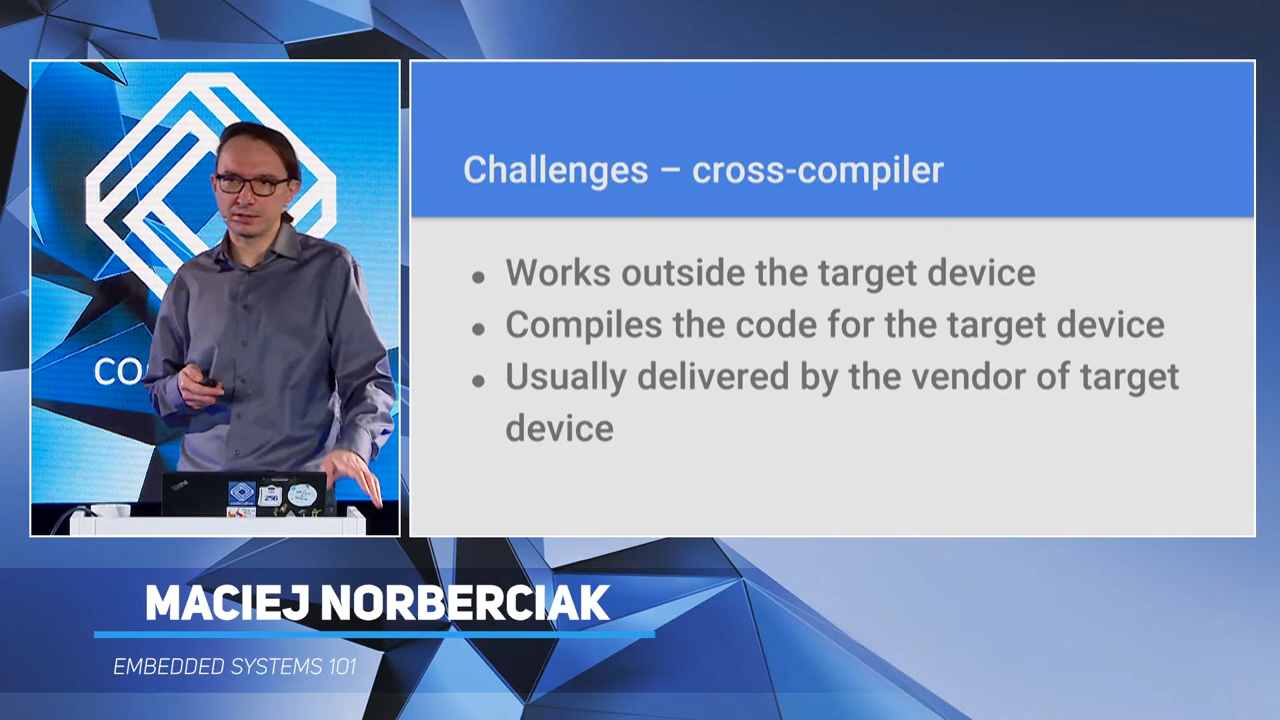 Challenges – cross-compiler
● Works outside the target device
● Compiles the code for the target device
● Usually delivered by the vendor of target
device
CO
MACIEJ NORBERCIAK
EMBEDDED SYSTEMS 101